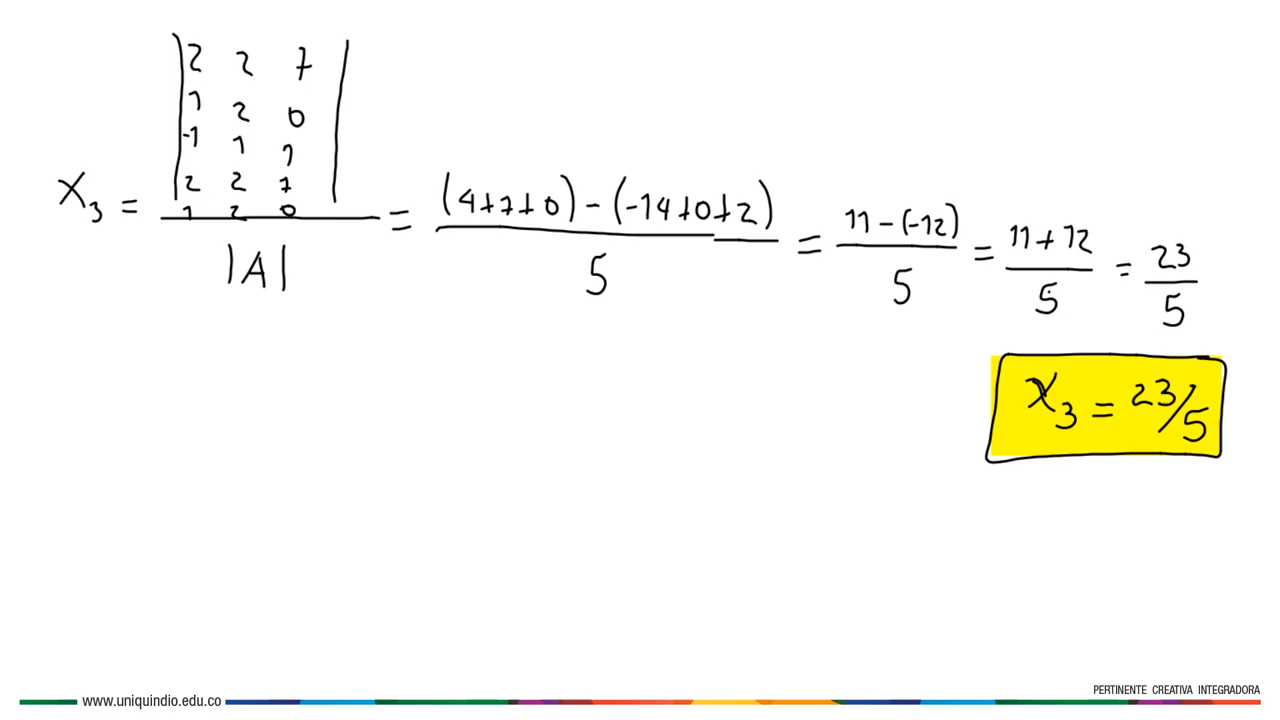 X₃ = |2 2 7
1 2 0
-1 1 1
2 2 7
1 2 0| / |A| = (4+7+0) - (-14+0+2) / 5 = 11 - (-12) / 5 = 11 + 12 / 5 = 23 / 5
X₃ = 23/5
PERTINENTE CREATIVA INTEGRADORA
www.uniquindio.edu.co